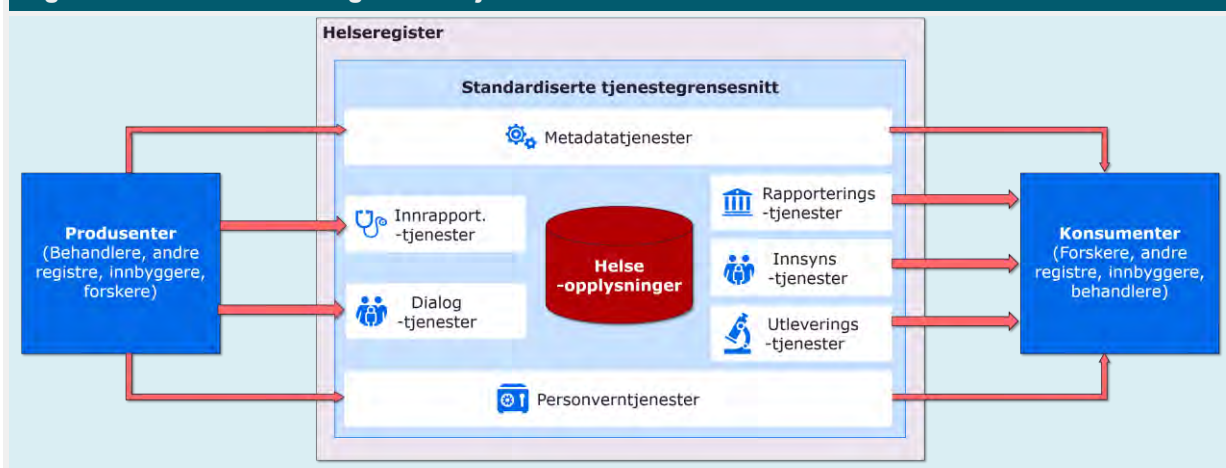 Helseregister
Standardiserte tjenestegrensesnitt
Metadatatjenester
Produsenter
(Behandlere, andre
registre, innbyggere,
forskere)
Innrapport.
-tjenester
Dialog
-tjenester
Helse
-opplysninger
Rapporterings
-tjenester
Innsyns
-tjenester
Utleverings
-tjenester
Konsumenter
(Forskere, andre
registre, innbyggere,
behandlere)
Personverntjenester